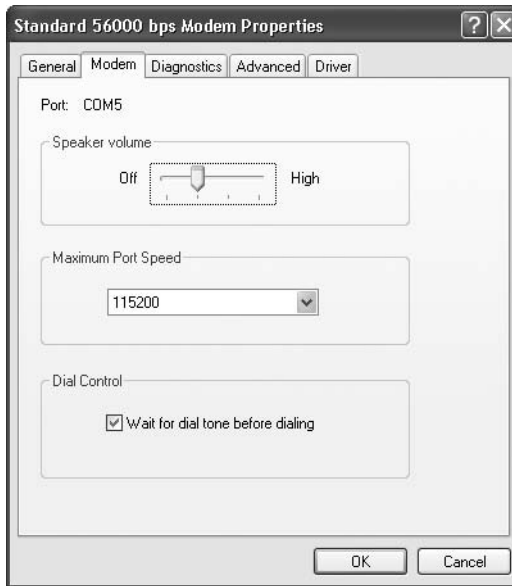 Standard 56000 bps Modem Properties
General Modem Diagnostics Advanced Driver
Port: COM5
Speaker volume
Off High
Maximum Port Speed
115200
Dial Control
Wait for dial tone before dialing
OK Cancel